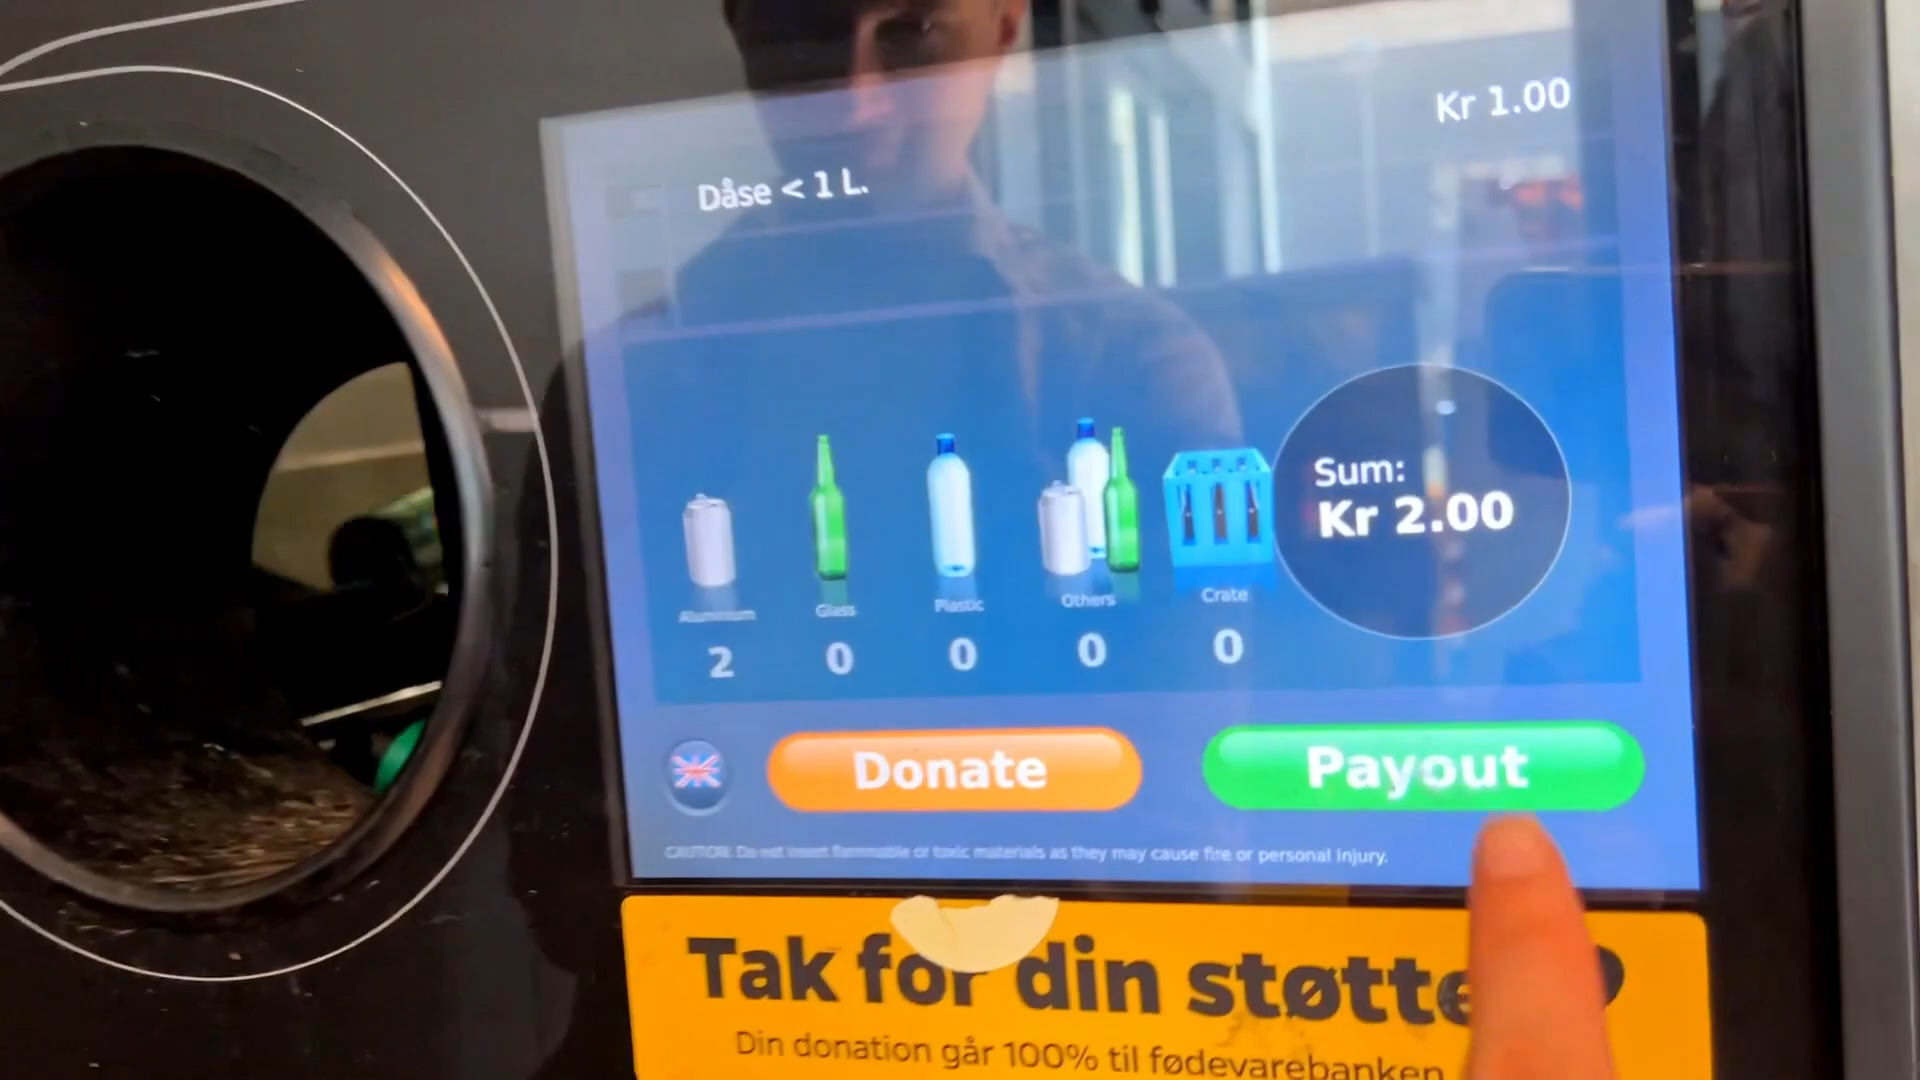 Kr 1.00
Dåse < 1 L.
Sum:
Kr 2.00
Aluminum Glass Plastic Others Crate
2 0 0 0 0
Donate Payout
CAUTION: Do not insert flammable or toxic materials as they may cause fire or personal injury.
Tak for din støtte
Din donation går 100% til fødevarebanken